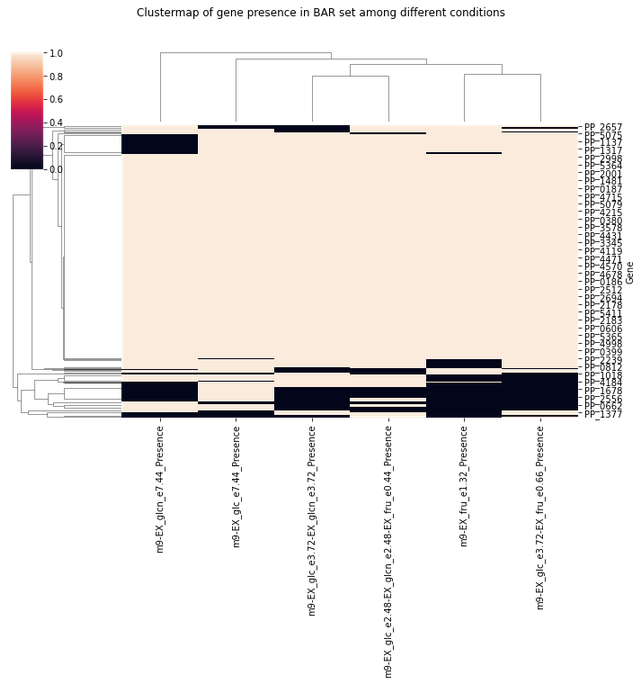 Clustermap of gene presence in BAR set among different conditions
1.0
0.8
0.6
0.4
0.2
0.0
PP_2657
PP_5075
PP_1137
PP_1317
PP_2998
PP_5364
PP_2001
PP_1481
PP_0187
PP_4715
PP_5079
PP_4215
PP_0380
PP_3578
PP_4431
PP_3345
PP_4119
PP_4471
PP_4570
PP_4678
PP_0186
PP_2512
PP_2694
PP_2178
PP_5411
PP_2183
PP_0606
PP_5365
PP_4998
PP_0399
PP_2239
PP_0812
PP_1018
PP_4184
PP_1678
PP_2556
PP_0662
PP_1377
Gene
m9-EX_glcn_e7.44_Presence
m9-EX_glc_e7.44_Presence
m9-EX_glc_e3.72-EX_glcn_e3.72_Presence
m9-EX_glc_e2.48-EX_glcn_e2.48-EX_fru_e0.44_Presence
m9-EX_fru_e1.32_Presence
m9-EX_glc_e3.72-EX_fru_e0.66_Presence